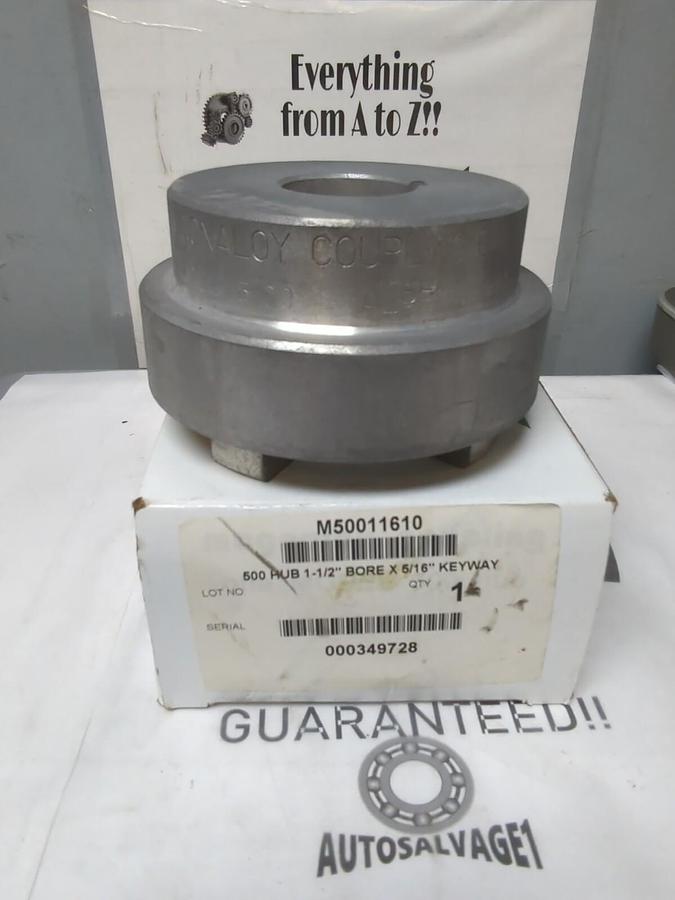 Everything
from A to Z!!
COUPL
M50011610
500 HUB 1-1/2" BORE X 5/16" KEYWAY
LOT NO
QTY
1
SERIAL
000349728
GUARANTEED!!
AUTOSALVAGE1